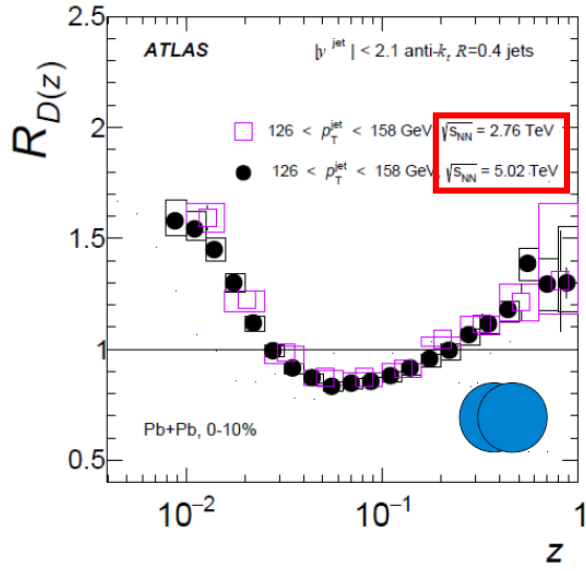 2.5
ATLAS
|y^jet| < 2.1 anti-k_t R=0.4 jets
R_D(z)
126 < p_T^jet < 158 GeV, √s_NN = 2.76 TeV
2
126 < p_T^jet < 158 GeV, √s_NN = 5.02 TeV
1.5
1
Pb+Pb, 0-10%
0.5
10^−2
10^−1
1
z